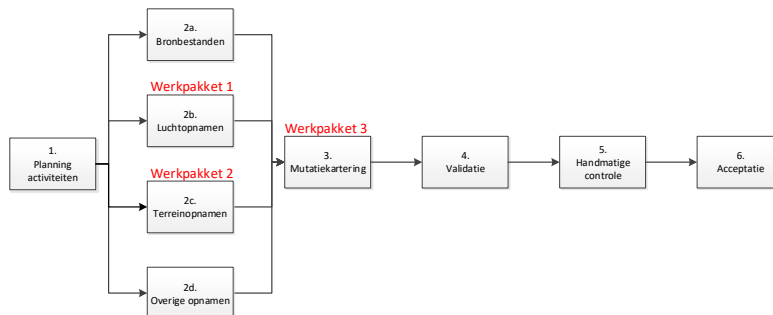 1.
Planning
activiteiten
2a.
Bronbestanden
Werkpakket 1
2b.
Luchtopnamen
Werkpakket 2
2c.
Terreinopnamen
2d.
Overige opnamen
Werkpakket 3
3.
Mutatiekartering
4.
Validatie
5.
Handmatige
controle
6.
Acceptatie